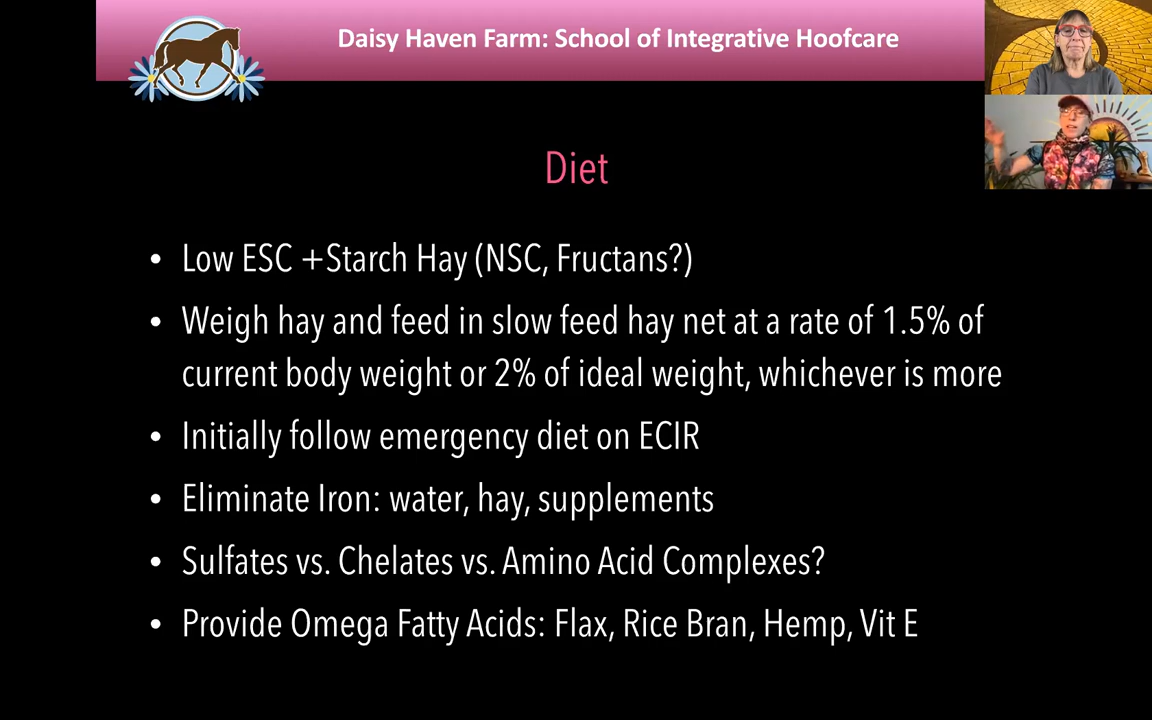 Daisy Haven Farm: School of Integrative Hoofcare
Diet
• Low ESC +Starch Hay (NSC, Fructans?)
• Weigh hay and feed in slow feed hay net at a rate of 1.5% of
current body weight or 2% of ideal weight, whichever is more
• Initially follow emergency diet on ECIR
• Eliminate Iron: water, hay, supplements
• Sulfates vs. Chelates vs. Amino Acid Complexes?
• Provide Omega Fatty Acids: Flax, Rice Bran, Hemp, Vit E